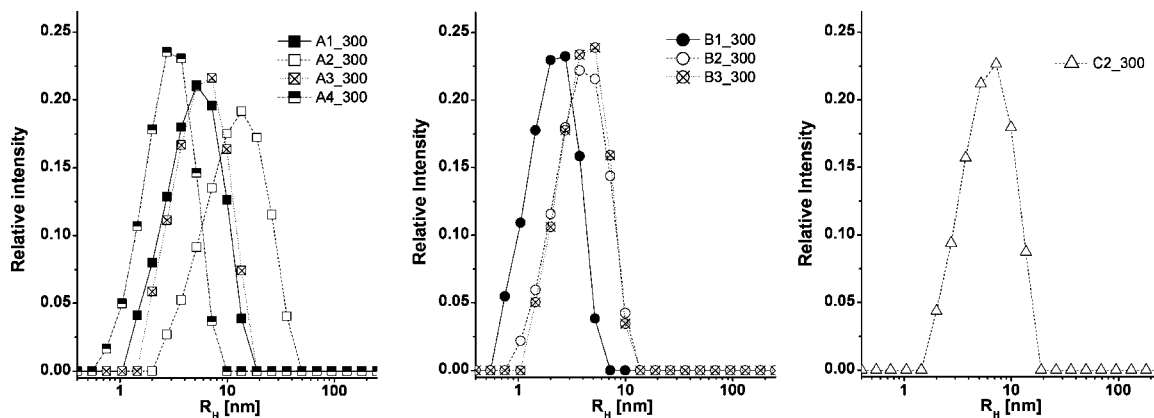 Relative intensity
0.25
0.20
0.15
0.10
0.05
0.00
A1_300
A2_300
A3_300
A4_300
1
10
100
R_H [nm]
Relative Intensity
0.25
0.20
0.15
0.10
0.05
0.00
B1_300
B2_300
B3_300
1
10
100
R_H [nm]
Relative Intensity
0.25
0.20
0.15
0.10
0.05
0.00
C2_300
1
10
100
R_H [nm]